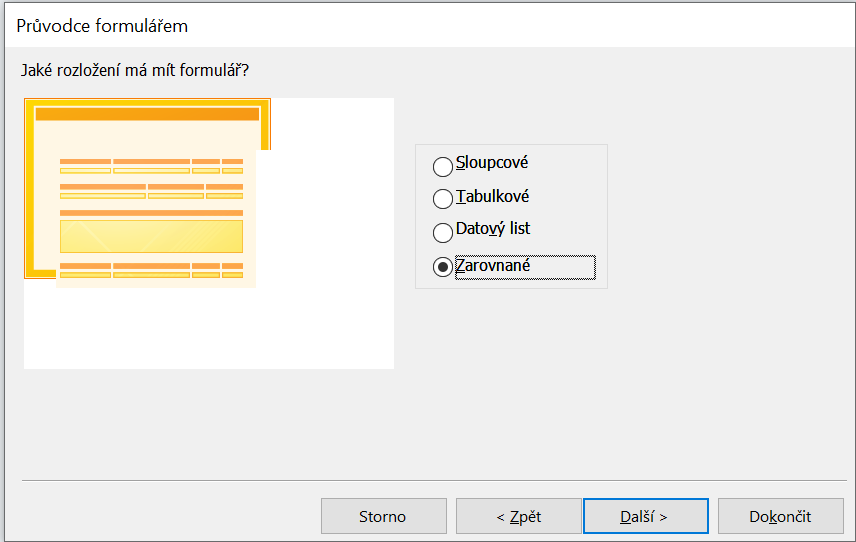 Průvodce formulářem
Jaké rozložení má mít formulář?
Sloupcové
Tabulkové
Datový list
Zarovnané
Storno
< Zpět
Další >
Dokončit